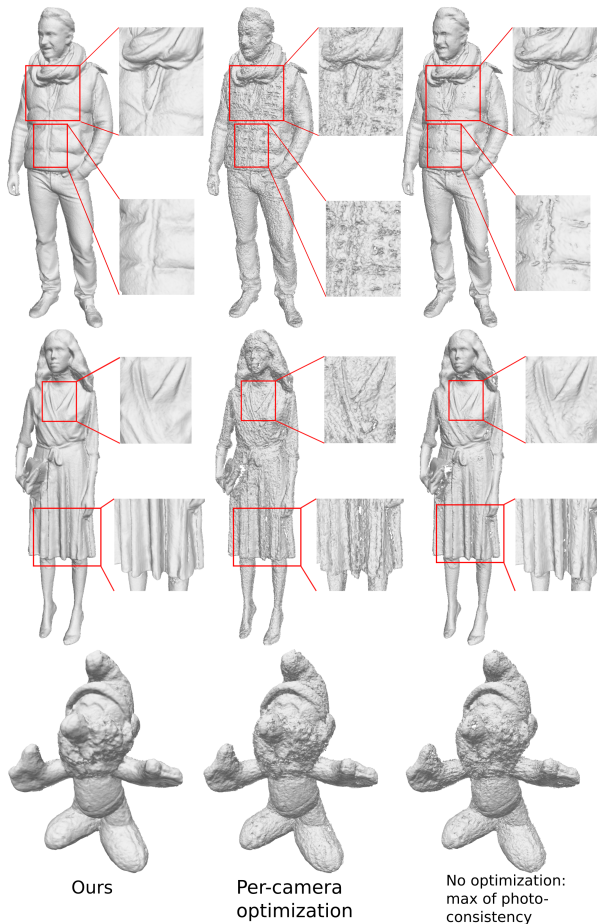 Ours
Per-camera
optimization
No optimization:
max of photo-
consistency